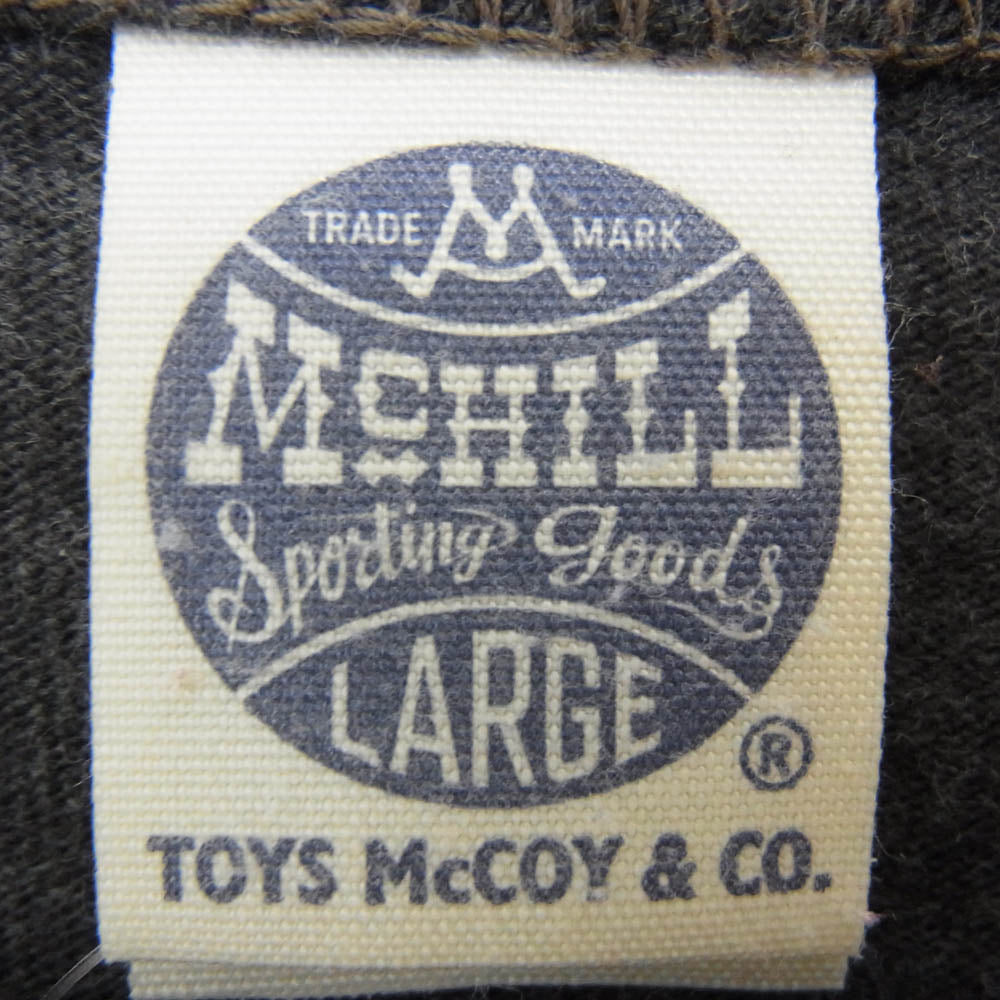 TRADE M MARK
McHILL
Sporting Goods
LARGE
®
TOYS McCOY & CO.